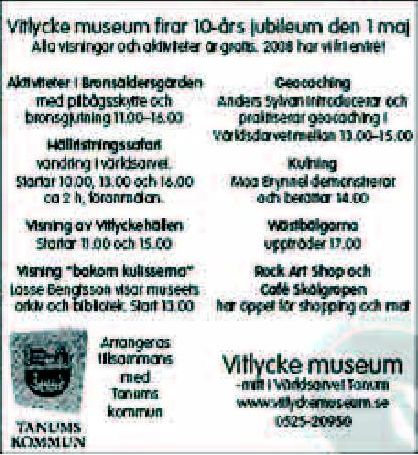 Vitlycke museum firar 10-års jubileum den 1 maj
Alla visningar och aktiviteter är gratis. 2008 har vi fri entré!
Aktiviteter i Bronsåldersgården
med pilbågsskytte och
bronsgjutning 11.00-16.00
Hällristningssafari
vandring i världsarvet.
Startar 10.00, 13.00 och 16.00
ca 2 h, föranmälan.
Visning av Vitlyckehällen
Startar 11.00 och 15.00
Visning "bakom kulisserna"
Lasse Bengtsson visar museets
arkiv och bibliotek. Start 13.00
Geocaching
Anders Sylvan introducerar och
praktiserar geocaching i
Världsarvet mellan 13.00-15.00
Kulning
Moa Brynnel demonstrerar
och berättar 14.00
Västbälgarna
uppträder 17.00
Rock Art Shop och
Café Skålgropen
har öppet för shopping och mat
TANUMS
KOMMUN
Arrangeras
tillsammans
med
Tanums
kommun
Vitlycke museum
-mitt i Världsarvet Tanum
www.vitlyckemuseum.se
0525-20950